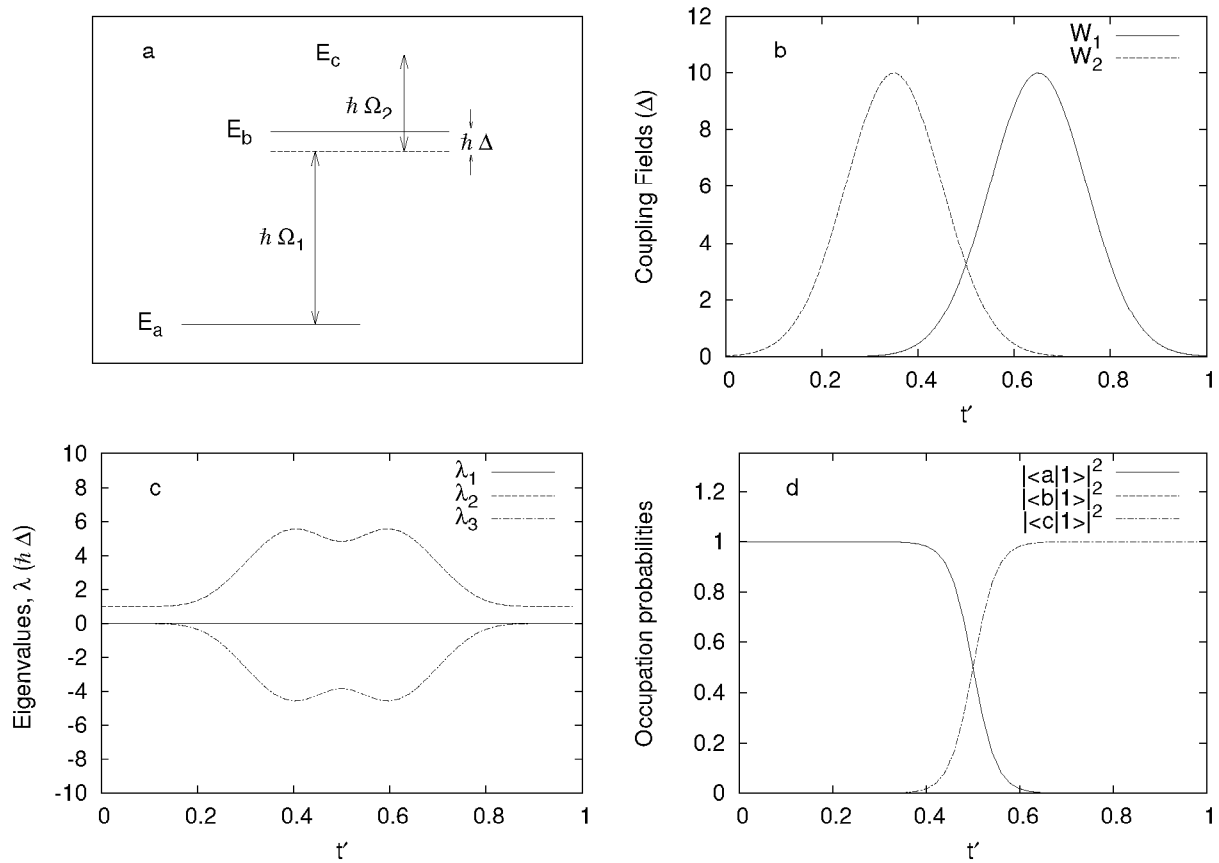 a
E_c
ħ Ω_2
E_b
ħ Δ
ħ Ω_1
E_a
b
W_1
W_2
Coupling Fields (Δ)
12
10
8
6
4
2
0
0 0.2 0.4 0.6 0.8 1
t′
c
λ_1
λ_2
λ_3
Eigenvalues, λ (ħ Δ)
10
8
6
4
2
0
-2
-4
-6
-8
-10
0 0.2 0.4 0.6 0.8 1
t′
d
|<a|1>|^2
|<b|1>|^2
|<c|1>|^2
Occupation probabilities
1.2
1
0.8
0.6
0.4
0.2
0
0 0.2 0.4 0.6 0.8 1
t′